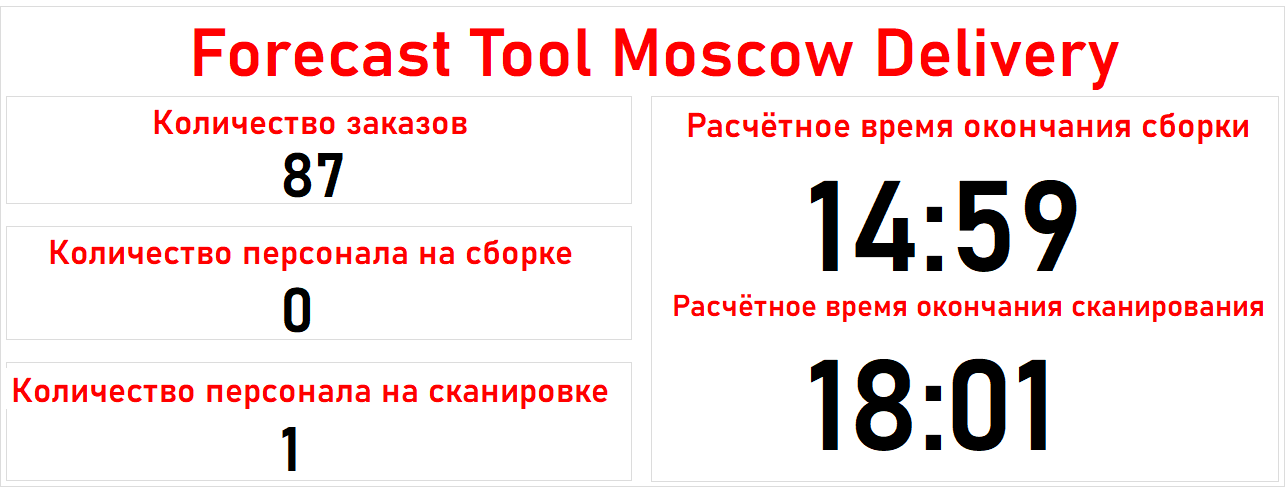 Forecast Tool Moscow Delivery
Количество заказов
87
Количество персонала на сборке
0
Количество персонала на сканировке
1
Расчётное время окончания сборки
14:59
Расчётное время окончания сканирования
18:01